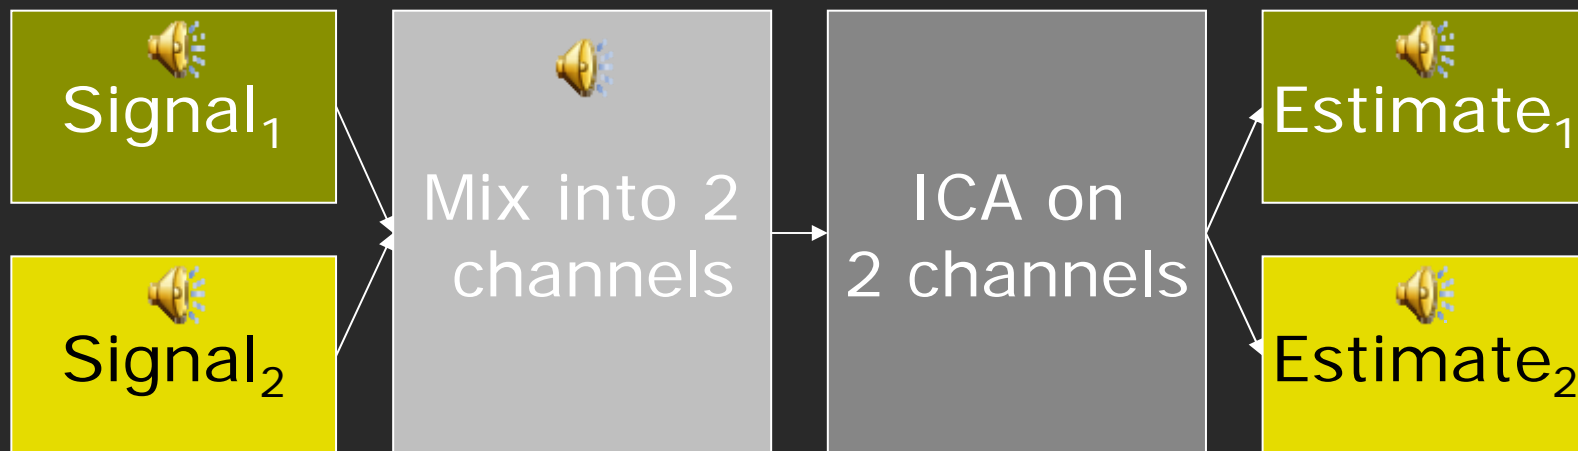 Signal₁
Signal₂
Mix into 2
channels
ICA on
2 channels
Estimate₁
Estimate₂